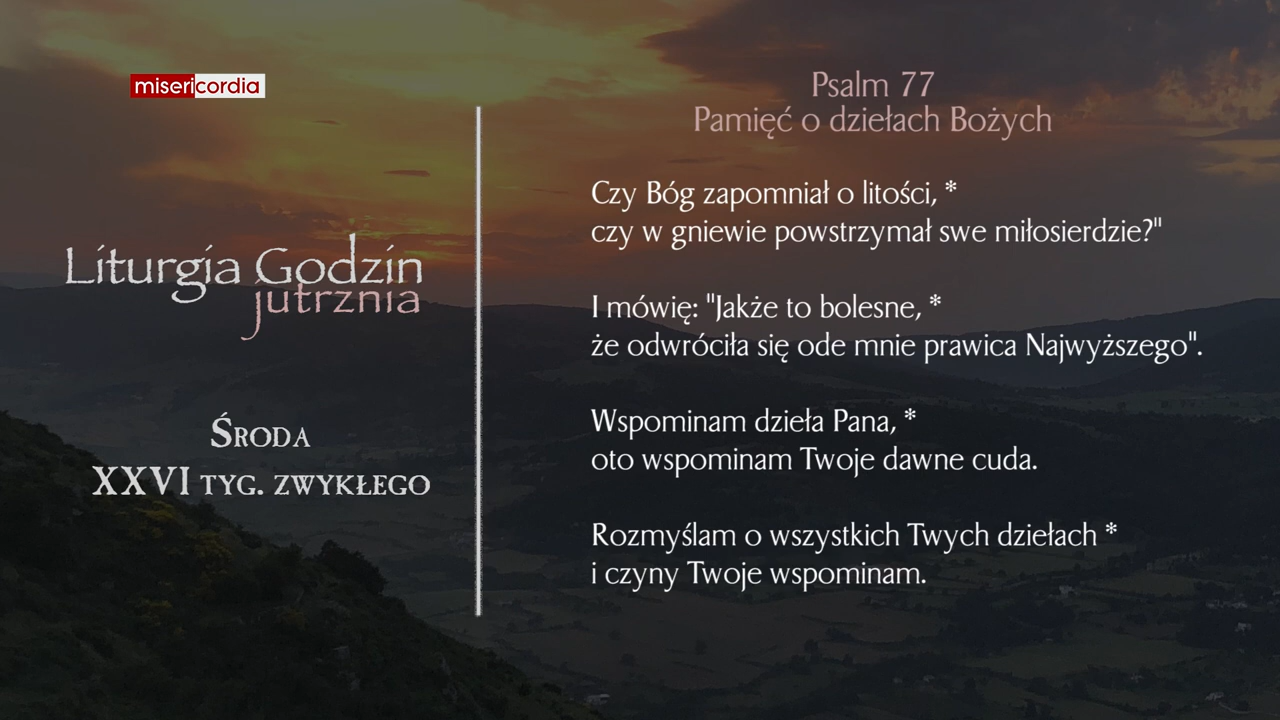 misericordia
Liturgia Godzin
jutrznia
Środa
XXVI tyg. zwykłego
Psalm 77
Pamięć o dziełach Bożych
Czy Bóg zapomniał o litości, *
czy w gniewie powstrzymał swe miłosierdzie?"
I mówię: "Jakże to bolesne, *
że odwróciła się ode mnie prawica Najwyższego".
Wspominam dzieła Pana, *
oto wspominam Twoje dawne cuda.
Rozmyślam o wszystkich Twych dziełach *
i czyny Twoje wspominam.